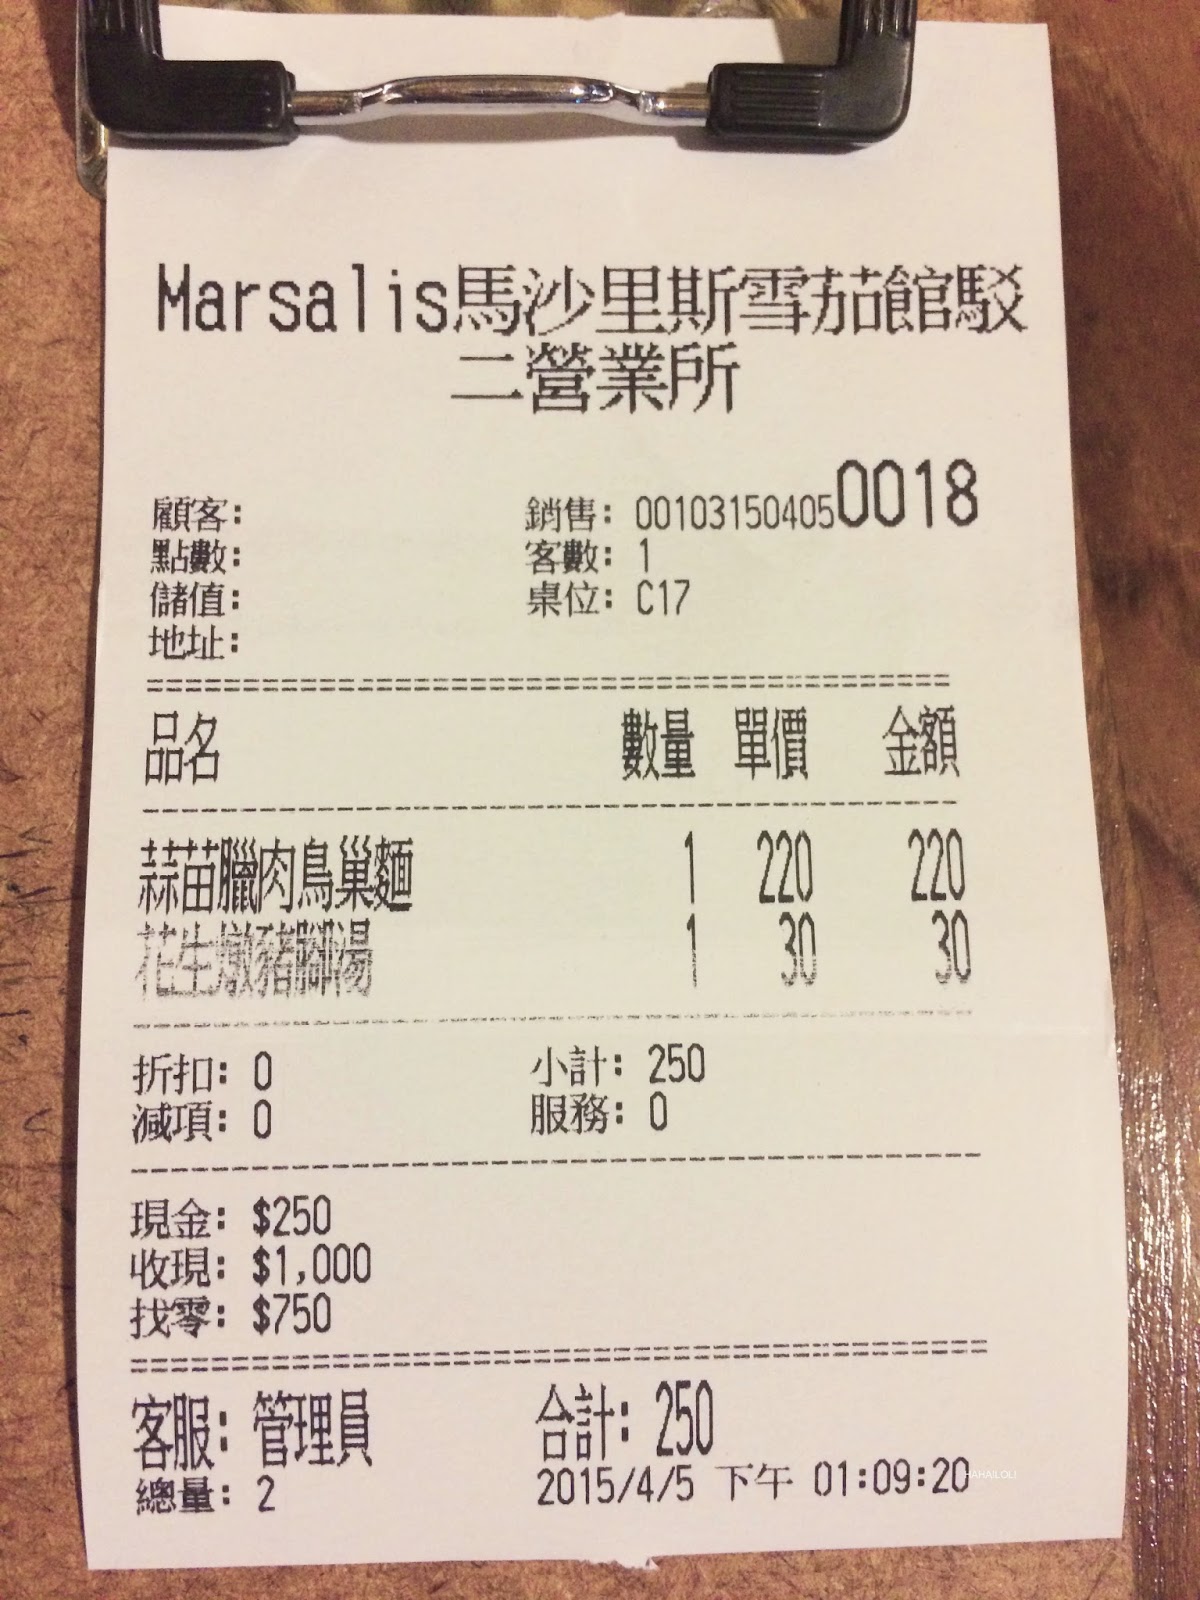 Marsalis馬沙里斯雪茄館駁
二營業所
顧客: 銷售: 001031504050018
點數: 客數: 1
儲值: 桌位: C17
地址:
品名 數量 單價 金額
蒜苗臘肉鳥巢麵 1 220 220
花生燉豬腳湯 1 30 30
折扣: 0 小計: 250
減項: 0 服務: 0
現金: $250
收現: $1,000
找零: $750
客服: 管理員 合計: 250
總量: 2 2015/4/5 下午 01:09:20
HAHAILOLI